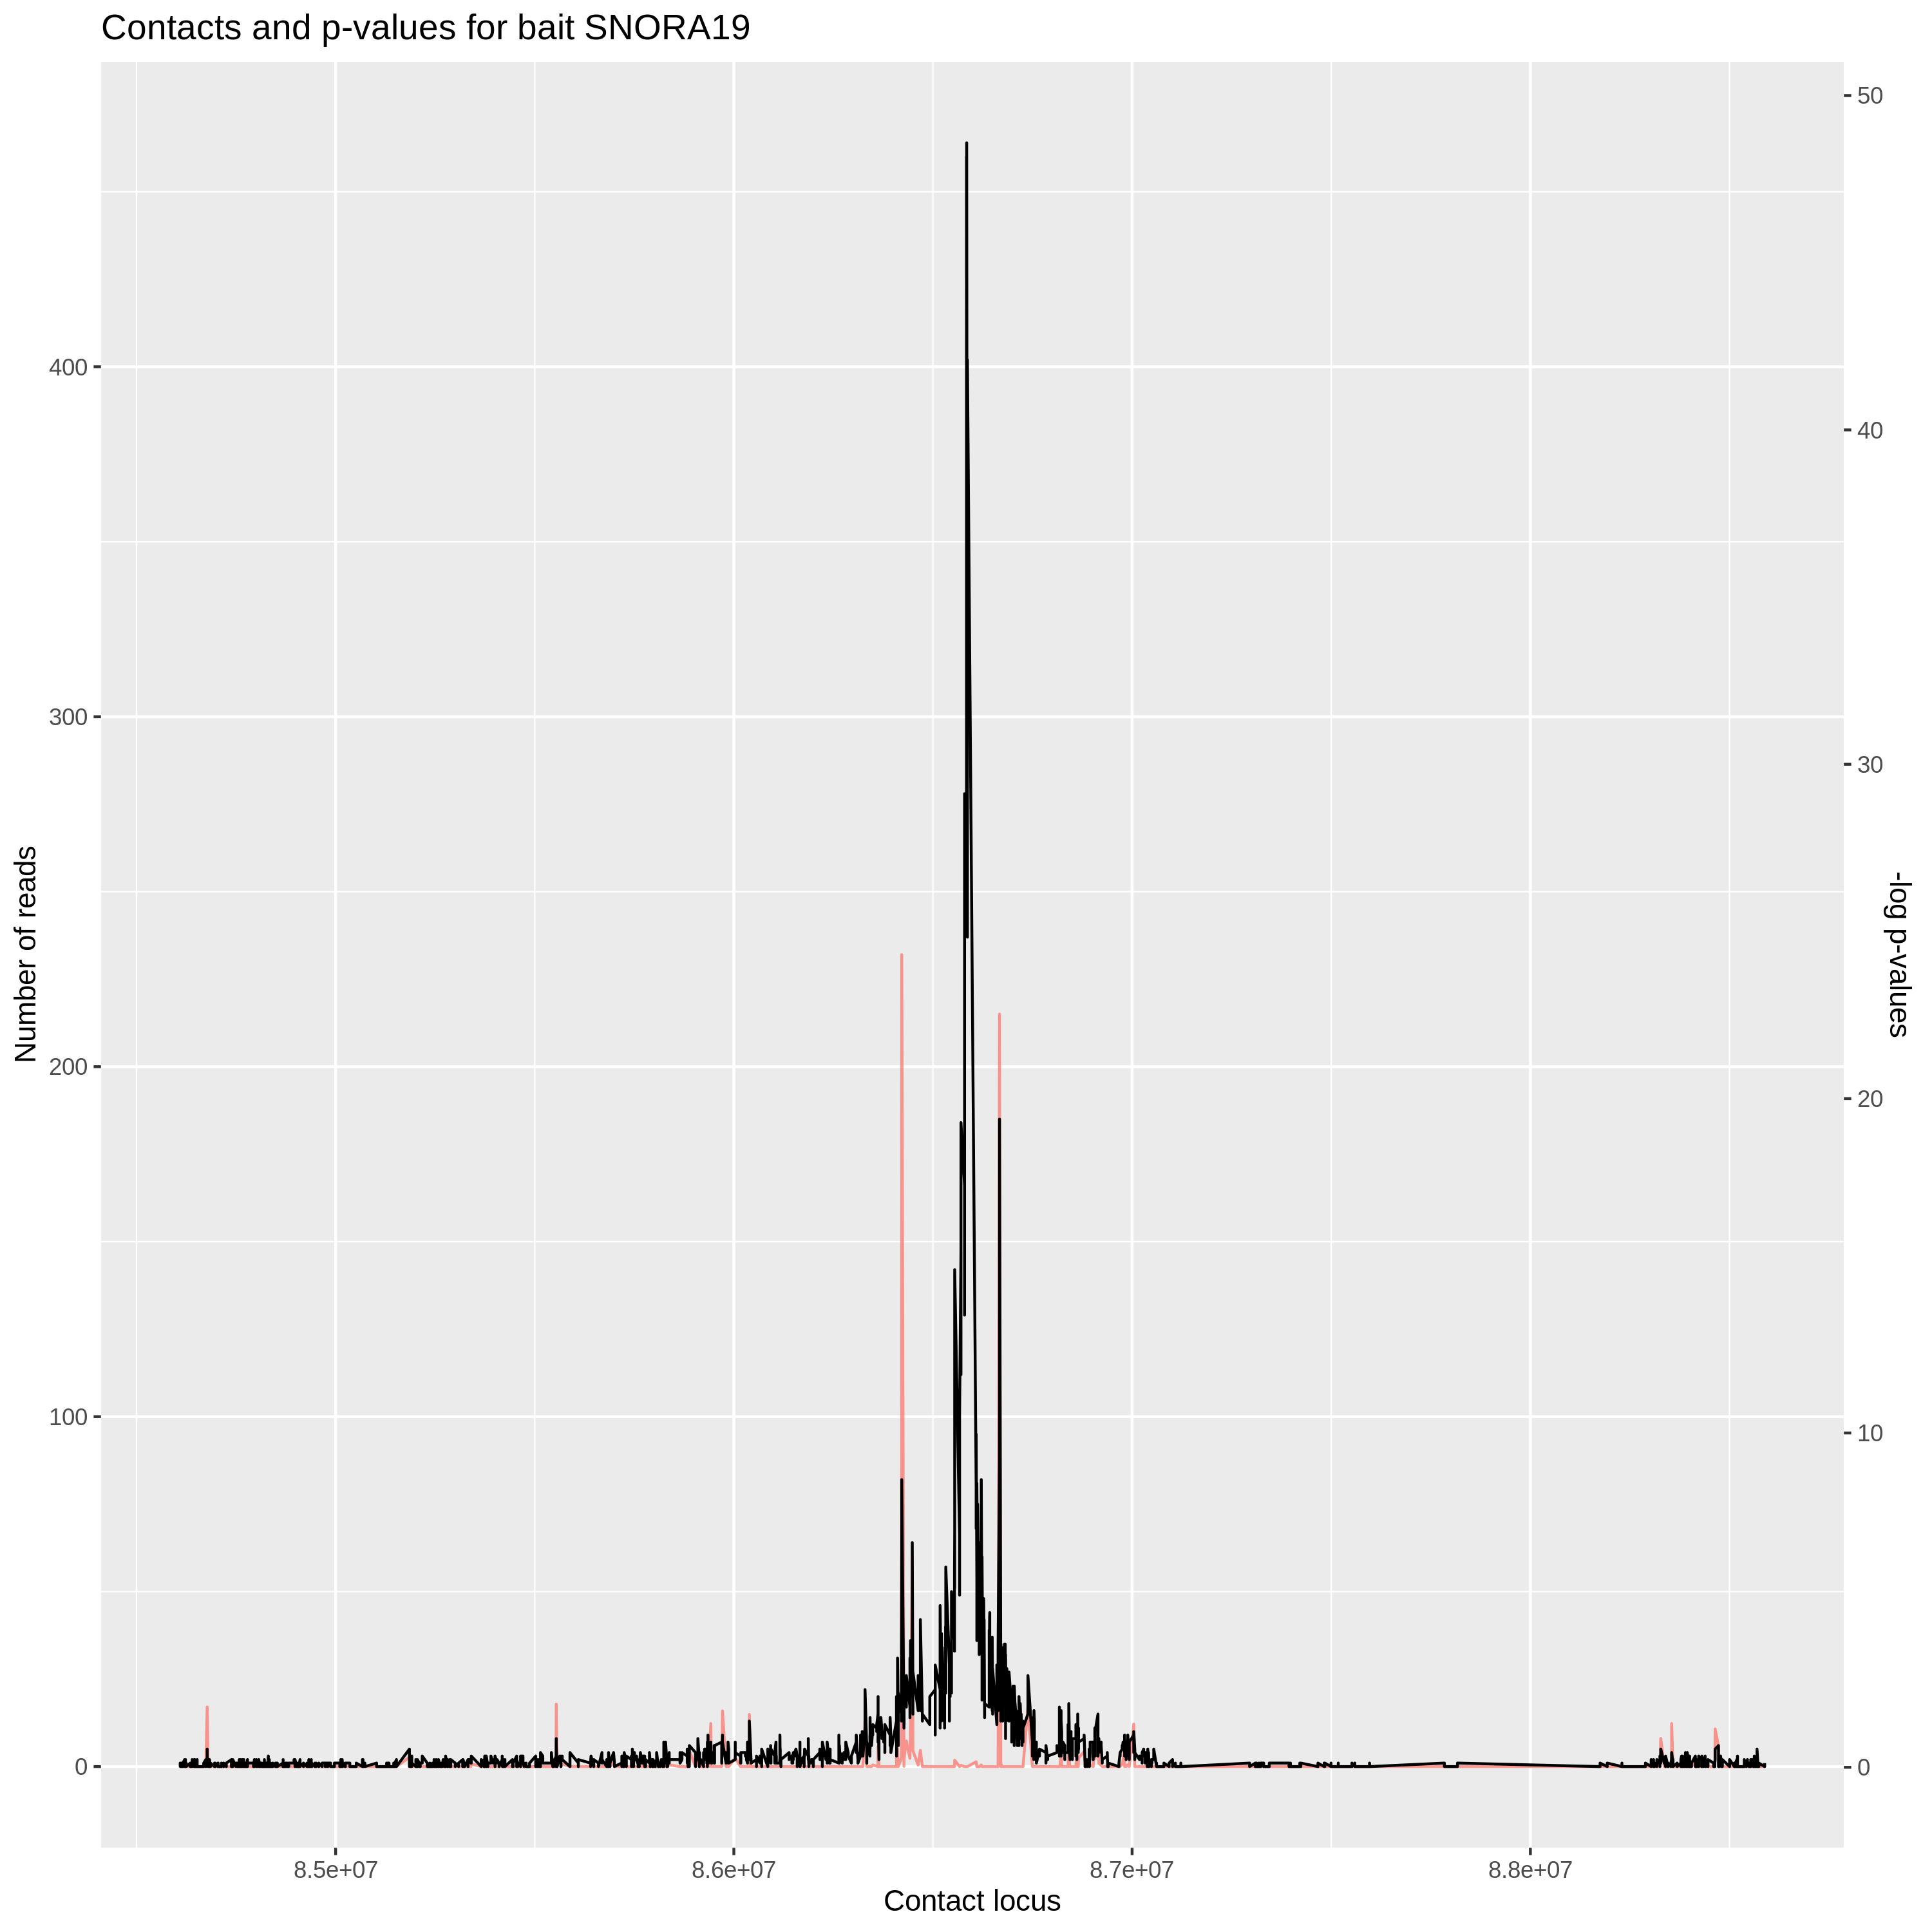 Contacts and p-values for bait SNORA19
Number of reads
400
300
200
100
0
50
40
30
20
10
0
-log p-values
8.5e+07 8.6e+07 8.7e+07 8.8e+07
Contact locus